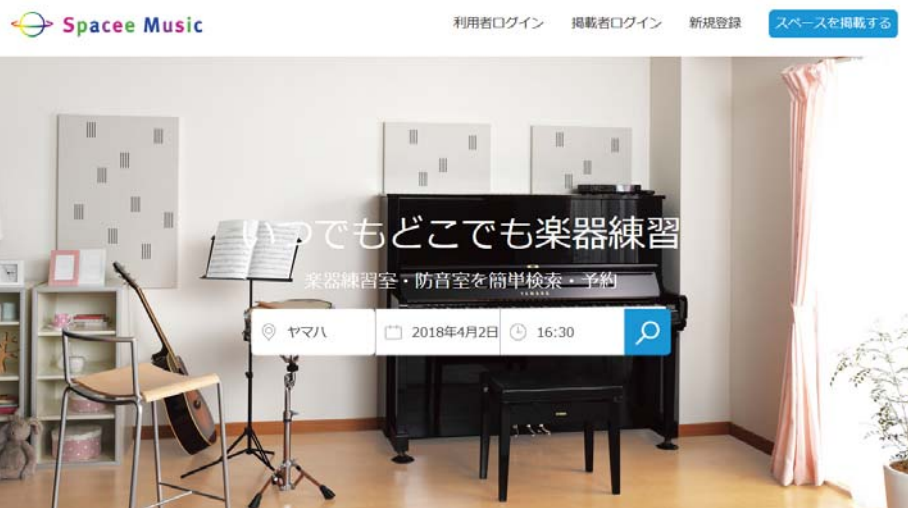 Spacee Music
利用者ログイン 掲載者ログイン 新規登録 スペースを掲載する
いつでもどこでも楽器練習
楽器練習室・防音室を簡単検索・予約
YAMAHA
ヤマハ 2018年4月2日 16:30